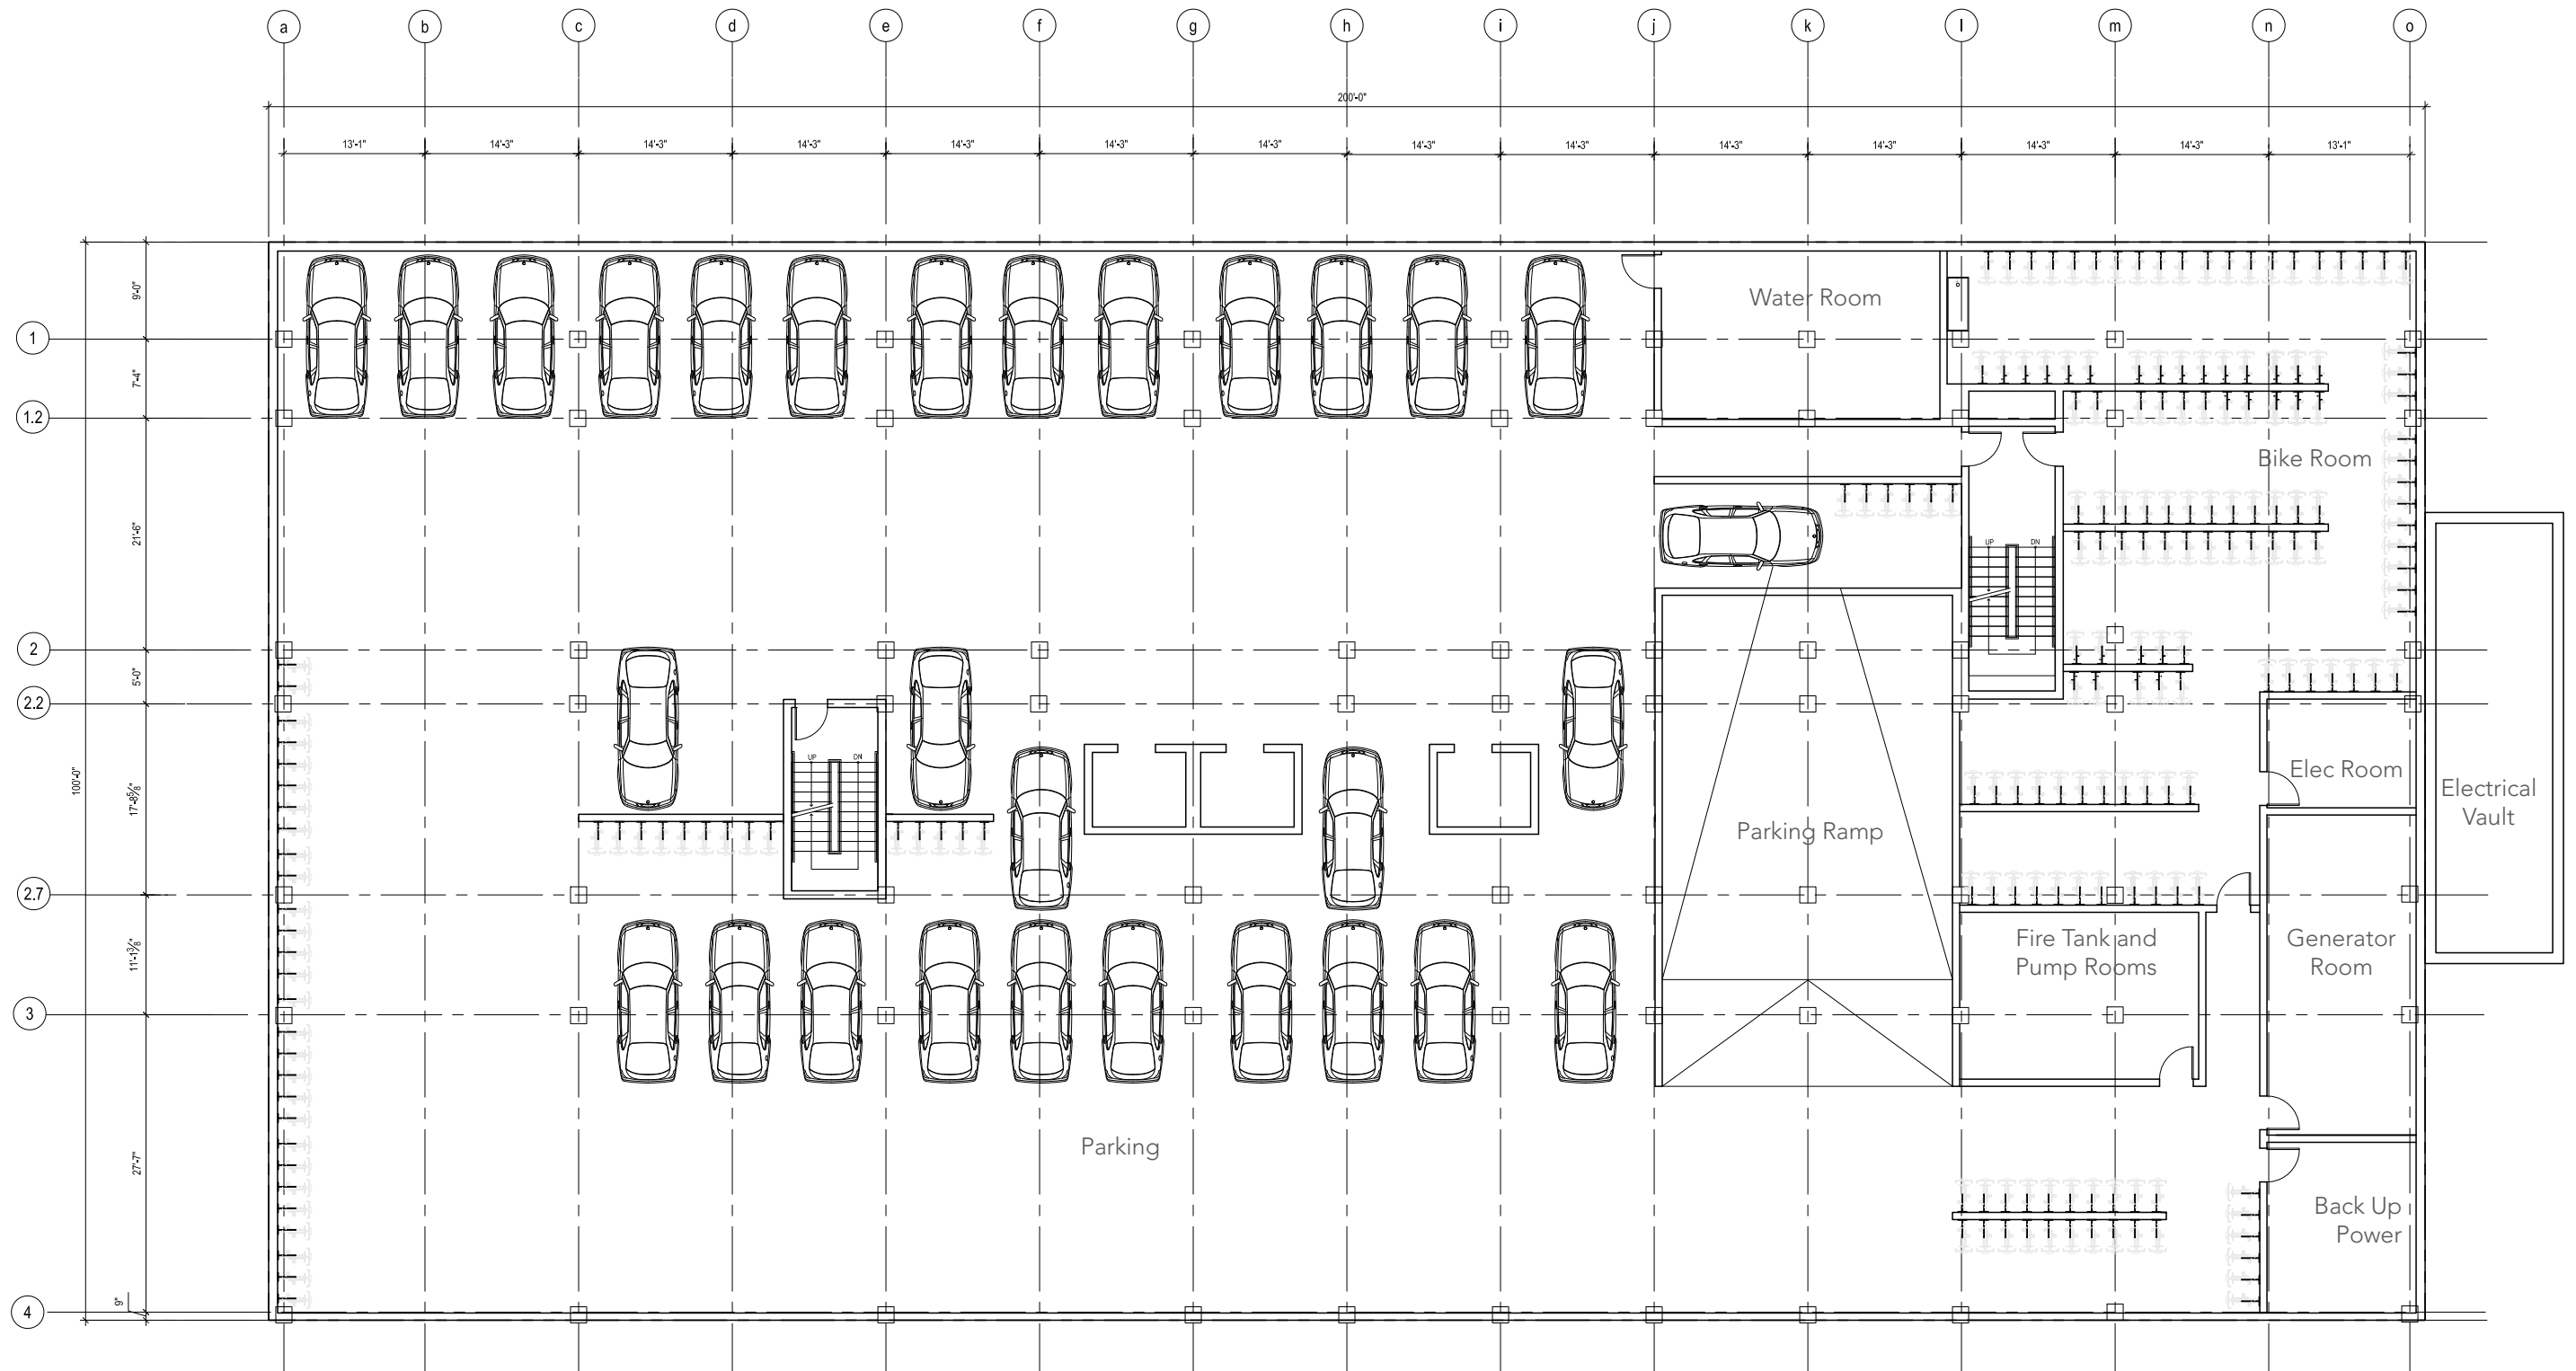 a b c d e f g h i j k l m n o
200'-0"
13'-1" 14'-3" 14'-3" 14'-3" 14'-3" 14'-3" 14'-3" 14'-3" 14'-3" 14'-3" 14'-3" 14'-3" 14'-3" 13'-1"
9'-0"
Water Room
1
7'-4"
1.2
Bike Room
21'-6"
UP DN
2
5'-0"
2.2
UP DN
Elec Room
100'-0"
17'-8⅝"
Electrical
Vault
Parking Ramp
2.7
11'-1⅜"
Fire Tank and
Pump Rooms
Generator
Room
3
Parking
27'-7"
Back Up
Power
9"
4